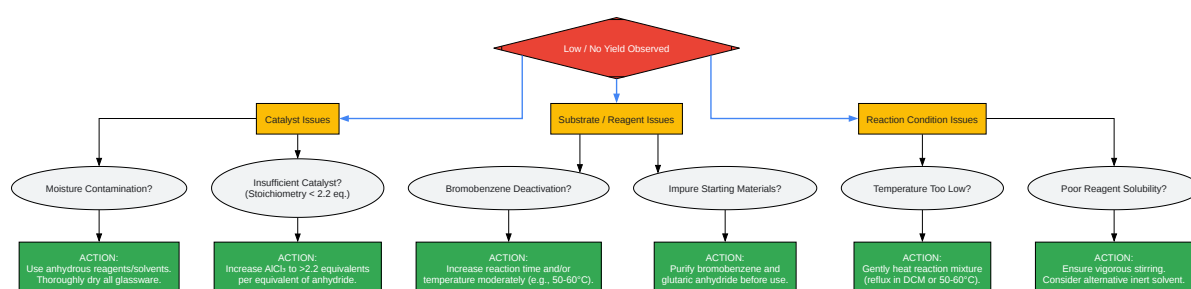 Low / No Yield Observed
Catalyst Issues
Substrate / Reagent Issues
Reaction Condition Issues
Moisture Contamination?
Insufficient Catalyst?
(Stoichiometry < 2.2 eq.)
Bromobenzene Deactivation?
Impure Starting Materials?
Temperature Too Low?
Poor Reagent Solubility?
ACTION:
Use anhydrous reagents/solvents.
Thoroughly dry all glassware.
ACTION:
Increase AlCl₃ to >2.2 equivalents
per equivalent of anhydride.
ACTION:
Increase reaction time and/or
temperature moderately (e.g., 50-60°C).
ACTION:
Purify bromobenzene and
glutaric anhydride before use.
ACTION:
Gently heat reaction mixture
(reflux in DCM or 50-60°C).
ACTION:
Ensure vigorous stirring.
Consider alternative inert solvent.